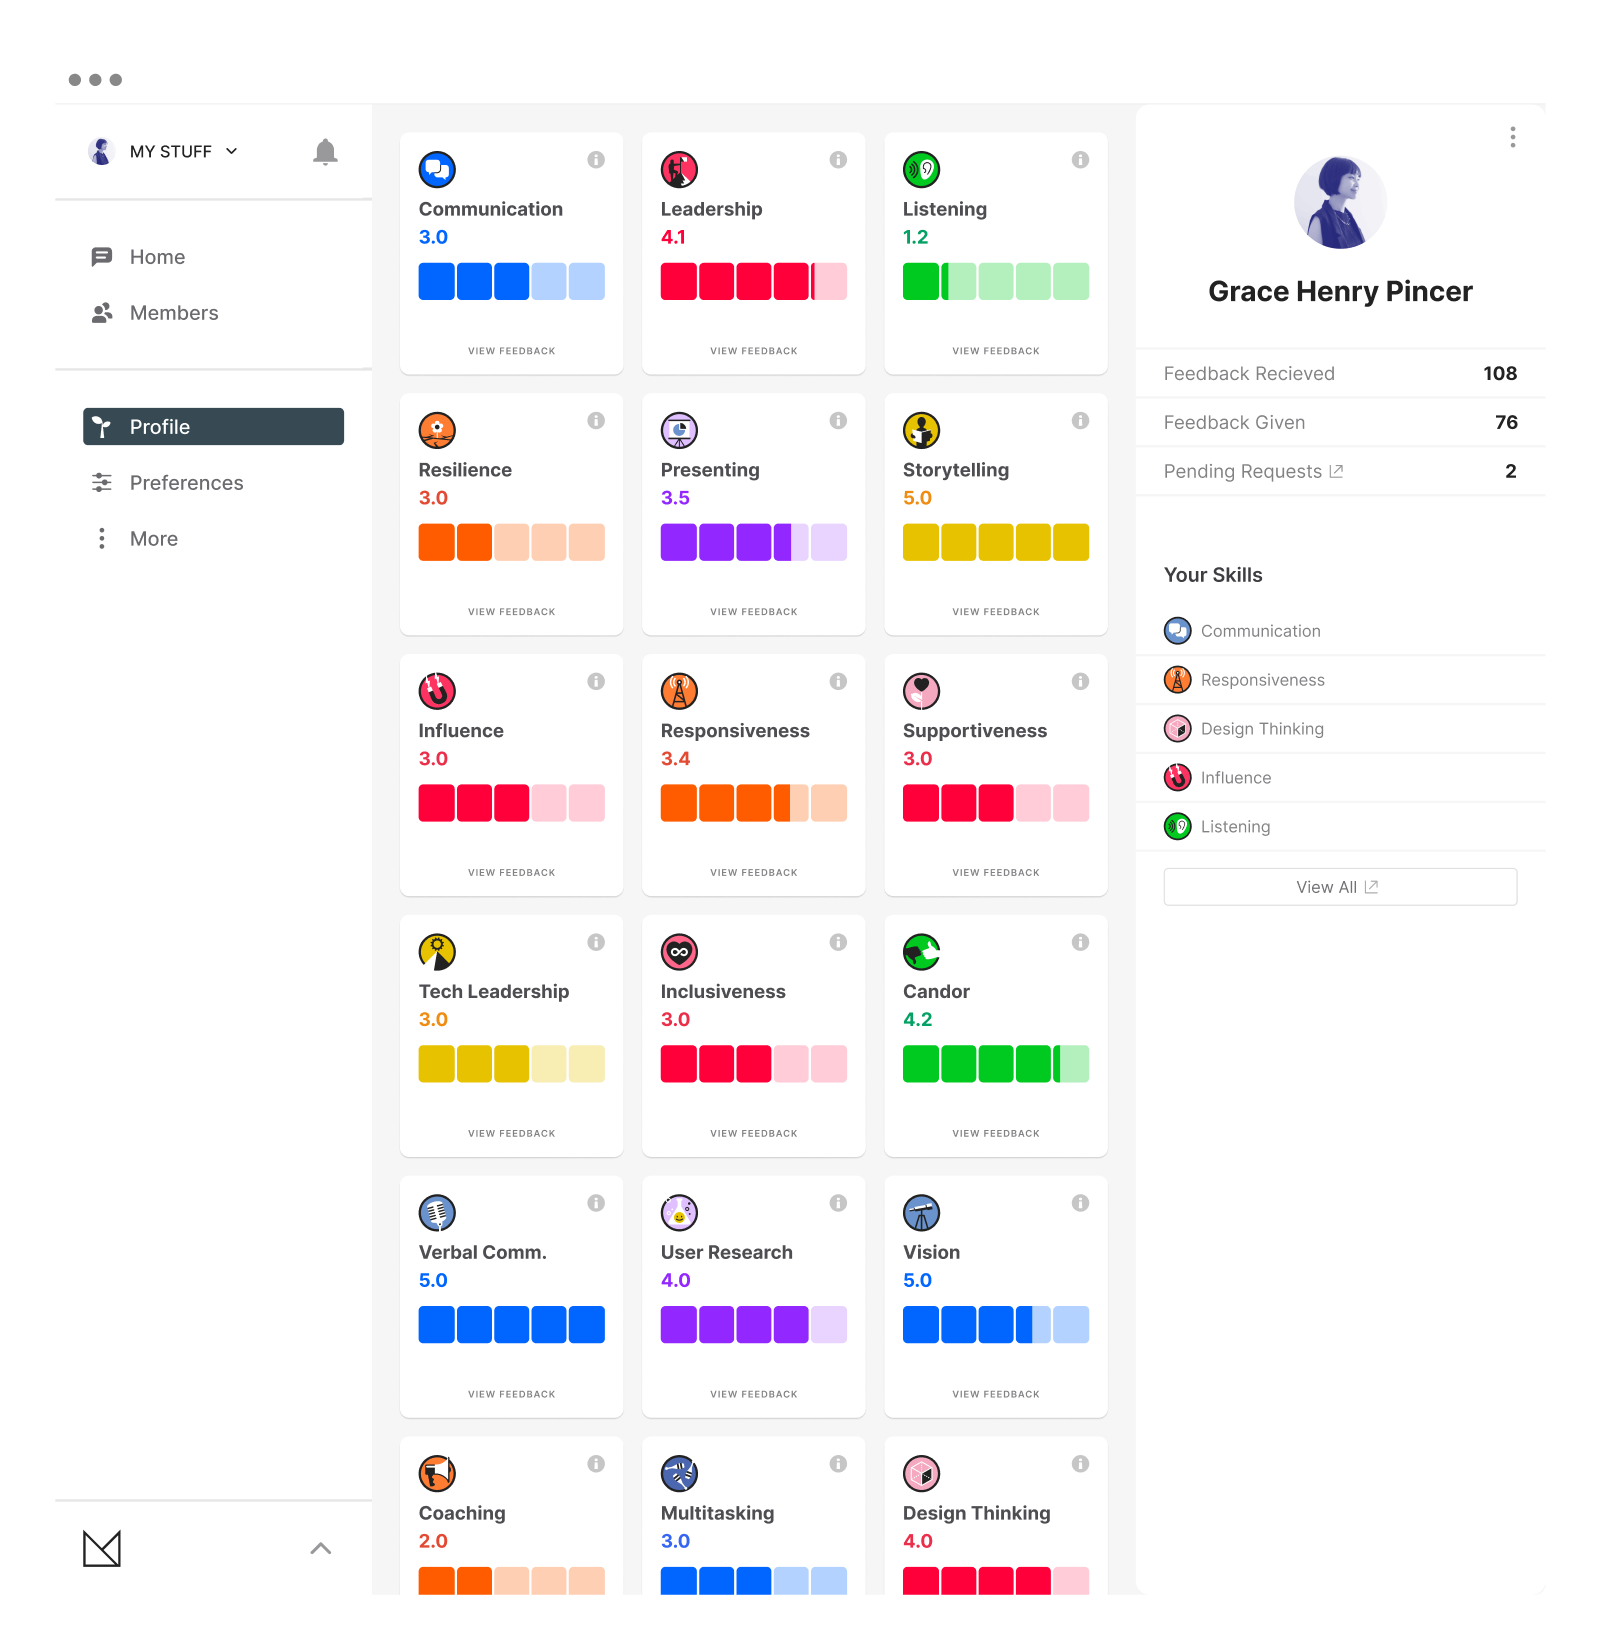 MY STUFF
Home
Members
Profile
Preferences
More
Communication
3.0
VIEW FEEDBACK
Leadership
4.1
VIEW FEEDBACK
Listening
1.2
VIEW FEEDBACK
Resilience
3.0
VIEW FEEDBACK
Presenting
3.5
VIEW FEEDBACK
Storytelling
5.0
VIEW FEEDBACK
Influence
3.0
VIEW FEEDBACK
Responsiveness
3.4
VIEW FEEDBACK
Supportiveness
3.0
VIEW FEEDBACK
Tech Leadership
3.0
VIEW FEEDBACK
Inclusiveness
3.0
VIEW FEEDBACK
Candor
4.2
VIEW FEEDBACK
Verbal Comm.
5.0
VIEW FEEDBACK
User Research
4.0
VIEW FEEDBACK
Vision
5.0
VIEW FEEDBACK
Coaching
2.0
Multitasking
3.0
Design Thinking
4.0
Grace Henry Pincer
Feedback Recieved 108
Feedback Given 76
Pending Requests 2
Your Skills
Communication
Responsiveness
Design Thinking
Influence
Listening
View All